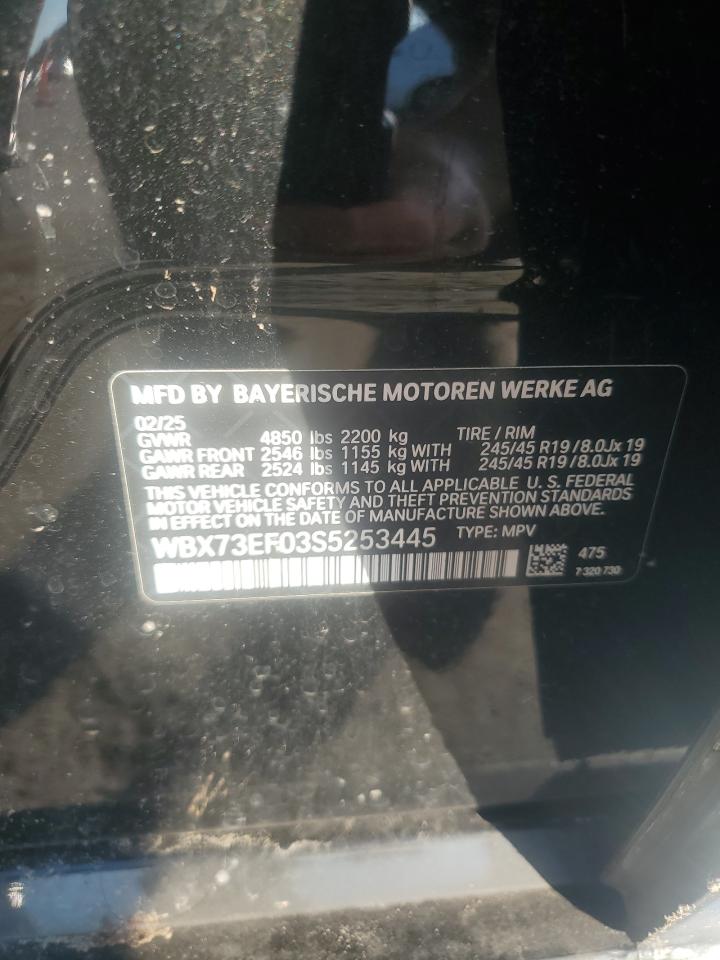 MFD BY BAYERISCHE MOTOREN WERKE AG
02/25
GVWR 4850 lbs 2200 kg TIRE / RIM
GAWR FRONT 2546 lbs 1155 kg WITH 245/45 R19 / 8.0Jx 19
GAWR REAR 2524 lbs 1145 kg WITH 245/45 R19 / 8.0Jx 19
THIS VEHICLE CONFORMS TO ALL APPLICABLE U. S. FEDERAL
MOTOR VEHICLE SAFETY AND THEFT PREVENTION STANDARDS
IN EFFECT ON THE DATE OF MANUFACTURE SHOWN ABOVE.
WBX73EF03S5253445 TYPE: MPV
475
7 320 730